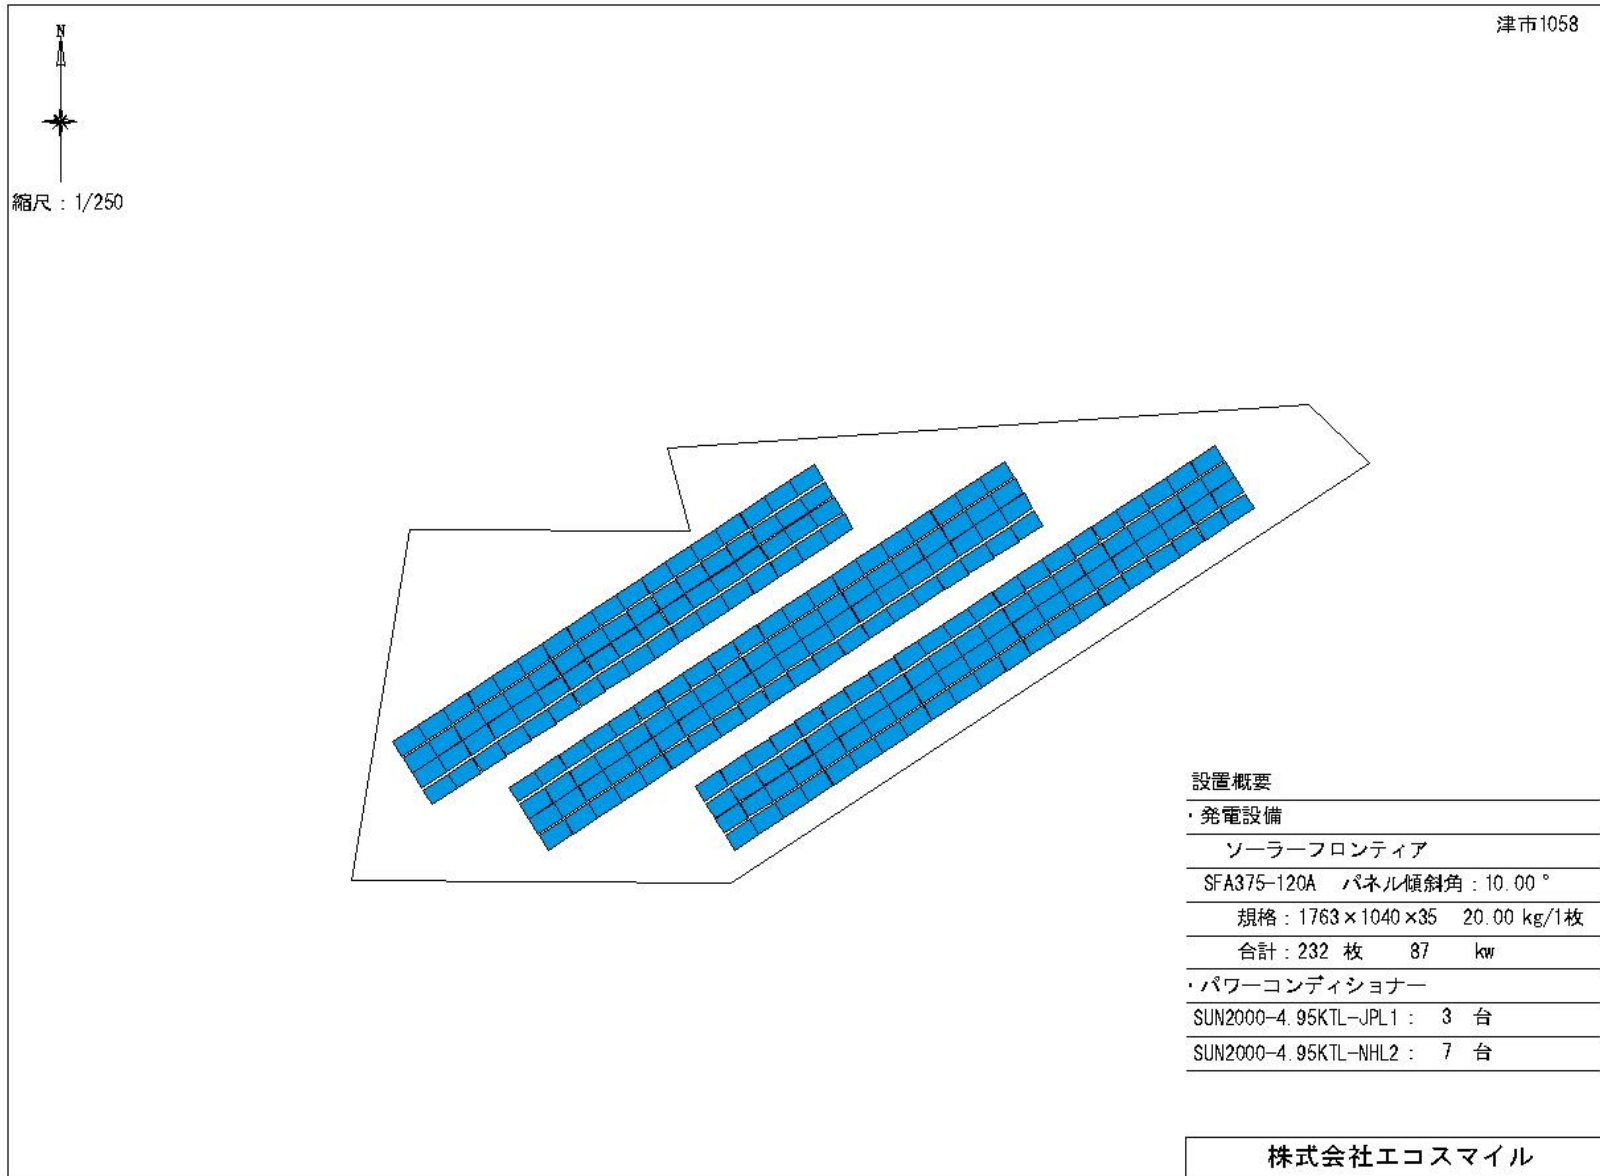 津市1058
N
縮尺：1/250
設置概要
・発電設備
ソーラーフロンティア
SFA375-120A パネル傾斜角：10.00°
規格：1763×1040×35 20.00 kg/1枚
合計：232 枚 87 kw
・パワーコンディショナー
SUN2000-4.95KTL-JPL1： 3 台
SUN2000-4.95KTL-NHL2： 7 台
株式会社エコスマイル